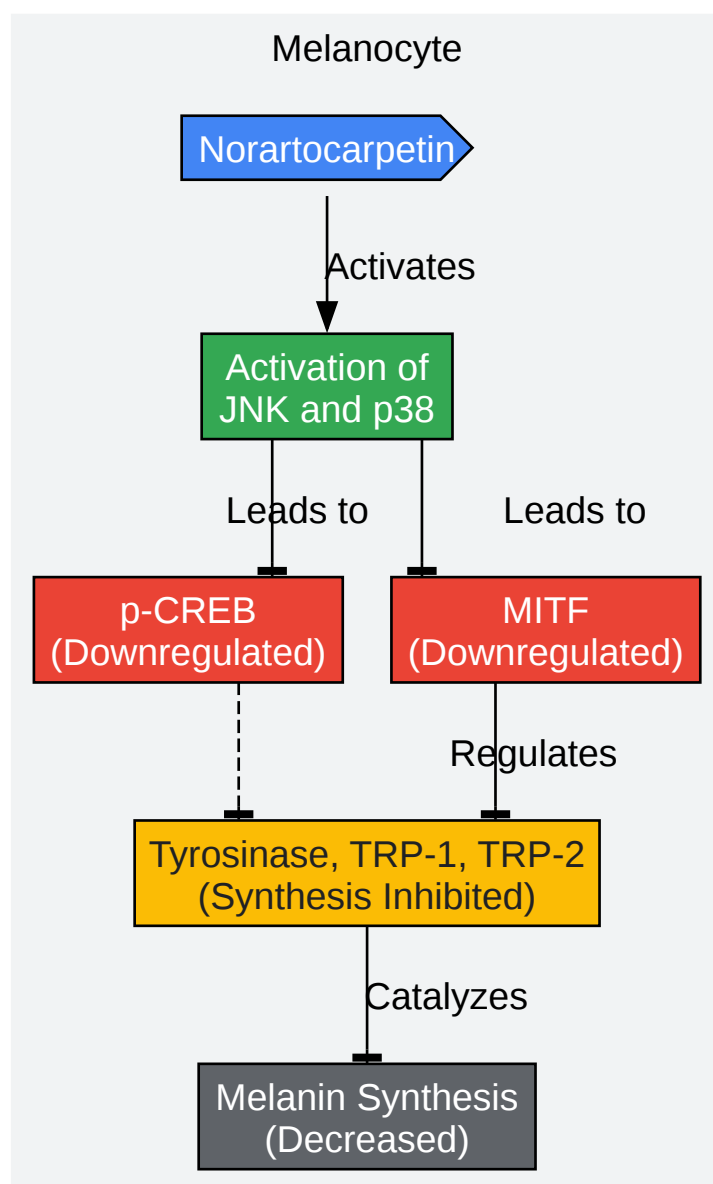 Melanocyte
Norartocarpetin
Activates
Activation of
JNK and p38
Leads to
Leads to
p-CREB
(Downregulated)
MITF
(Downregulated)
Regulates
Tyrosinase, TRP-1, TRP-2
(Synthesis Inhibited)
Catalyzes
Melanin Synthesis
(Decreased)